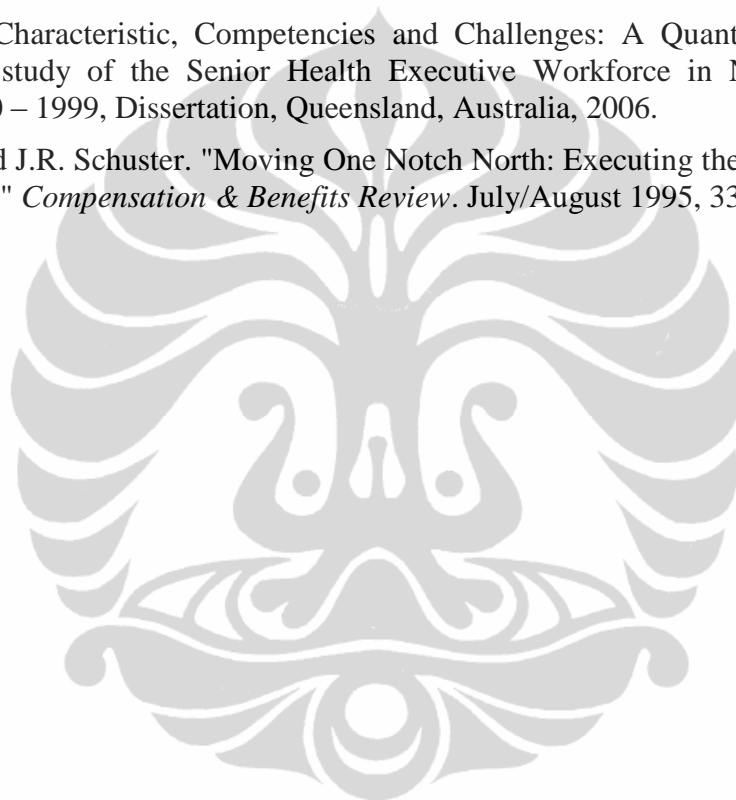 Characteristic, Competencies and Challenges: A Quant
study of the Senior Health Executive Workforce in
– 1999, Dissertation, Queensland, Australia, 2006.
J.R. Schuster. "Moving One Notch North: Executing the
" Compensation & Benefits Review. July/August 1995, 33